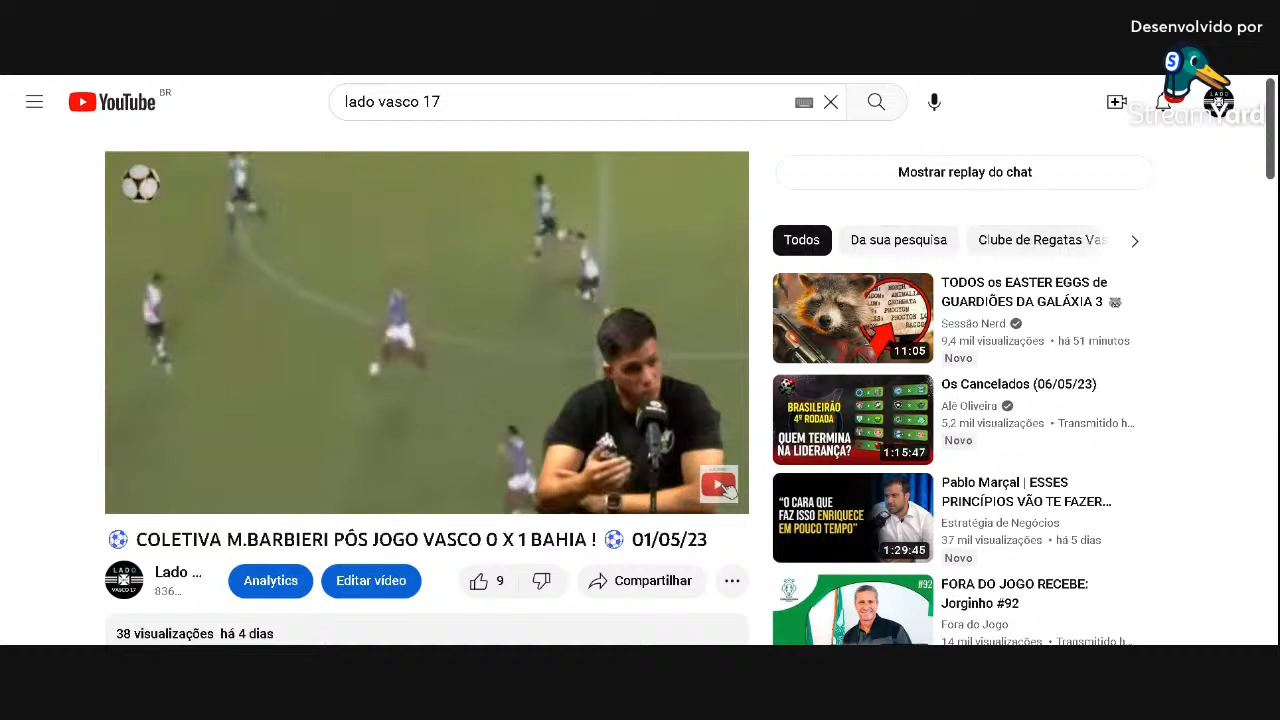 Desenvolvido por
StreamYard
YouTube BR
lado vasco 17
Mostrar replay do chat
Todos
Da sua pesquisa
Clube de Regatas Vas
TODOS os EASTER EGGS de
GUARDIÕES DA GALÁXIA 3
Sessão Nerd
9,4 mil visualizações • há 51 minutos
Novo
11:05
Os Cancelados (06/05/23)
Alê Oliveira
5,2 mil visualizações • Transmitido h...
Novo
BRASILEIRÃO
4ª RODADA
QUEM TERMINA
NA LIDERANÇA?
1:15:47
Pablo Marçal | ESSES
PRINCÍPIOS VÃO TE FAZER...
Estratégia de Negócios
37 mil visualizações • há 5 dias
Novo
"O CARA QUE
FAZ ISSO ENRIQUECE
EM POUCO TEMPO"
1:29:45
FORA DO JOGO RECEBE:
Jorginho #92
Fora do Jogo
14 mil visualizações • Transmitido h...
#92
COLETIVA M.BARBIERI PÓS JOGO VASCO 0 X 1 BAHIA ! 01/05/23
LADO
VASCO 17
Lado ...
836...
Analytics
Editar vídeo
9
Compartilhar
38 visualizações há 4 dias